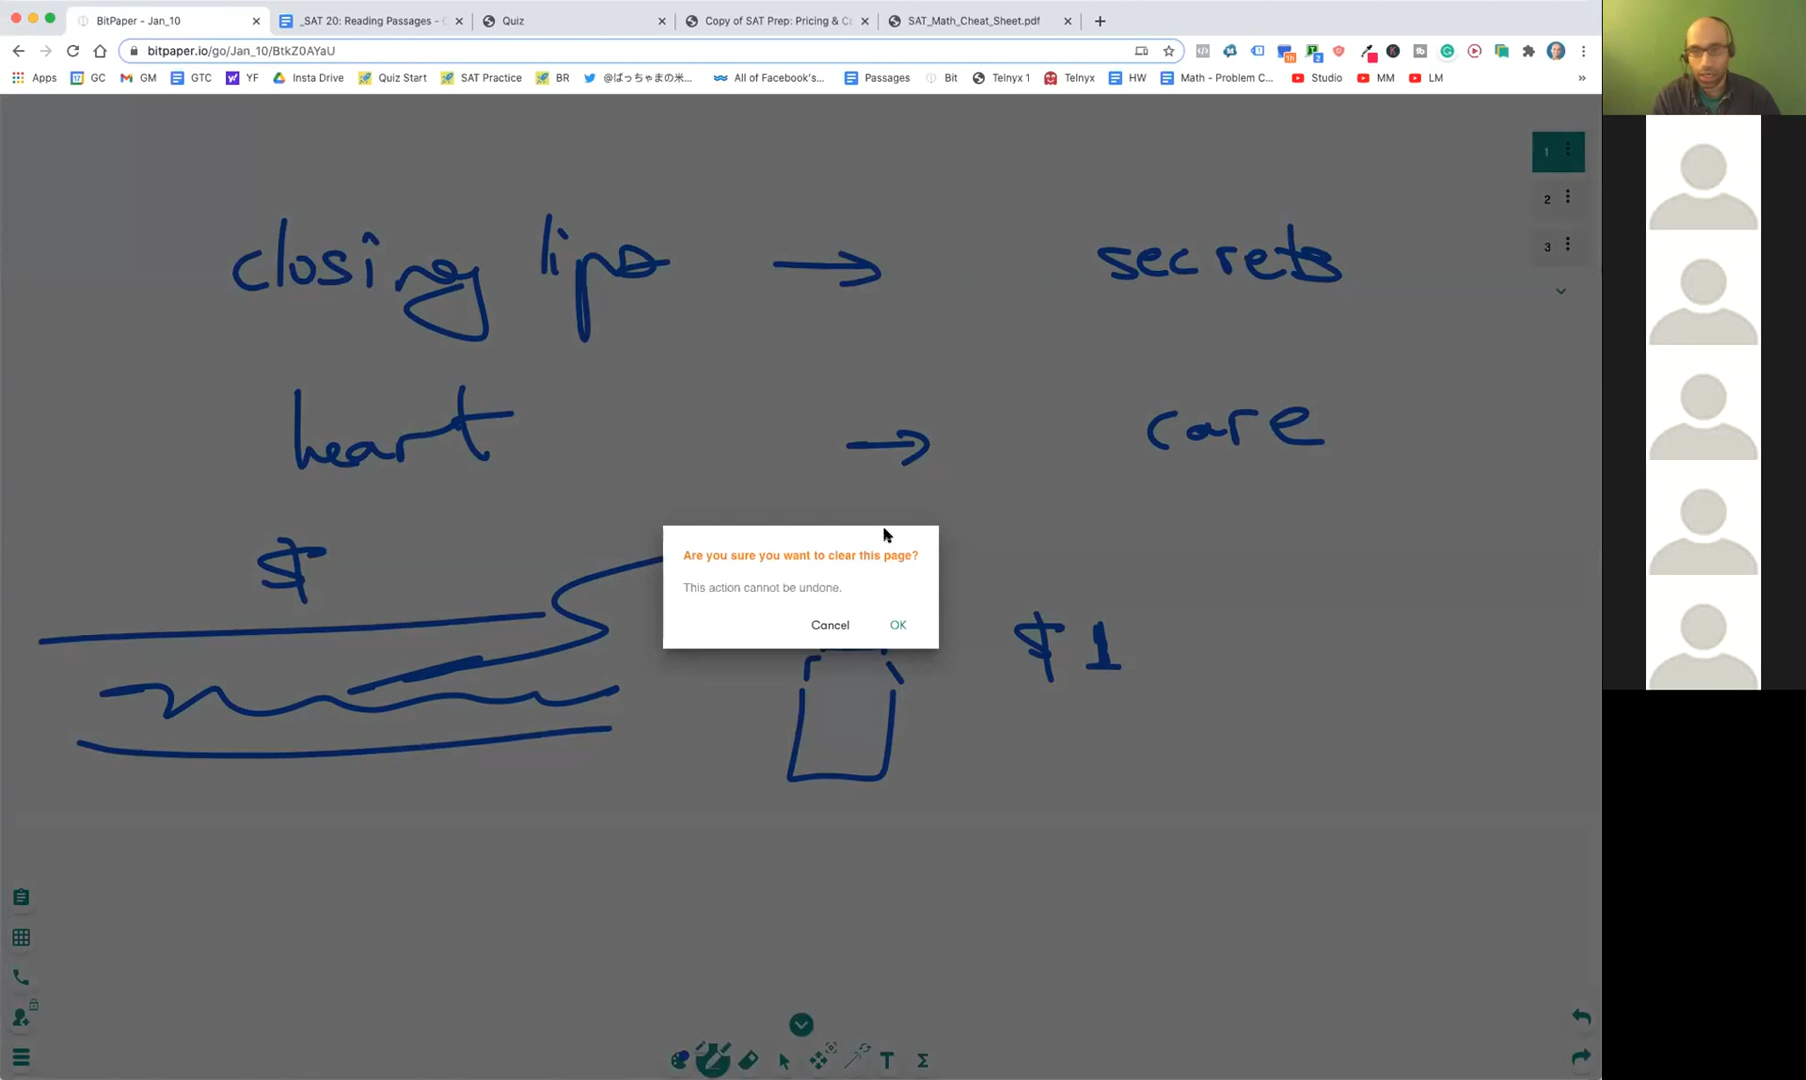 BitPaper - Jan_10
_SAT 20: Reading Passages -
Quiz
Copy of SAT Prep: Pricing & C
SAT_Math_Cheat_Sheet.pdf
bitpaper.io/go/Jan_10/BtkZ0AYaU
Apps
GC
GM
GTC
YF
Insta Drive
Quiz Start
SAT Practice
BR
@ばっちゃまの米...
All of Facebook's...
Passages
Bit
Telnyx 1
Telnyx
HW
Math - Problem C...
Studio
MM
LM
1
2
3
closing lips → secrets
heart → care
$
Are you sure you want to clear this page?
This action cannot be undone.
Cancel
OK
$1
T
Σ